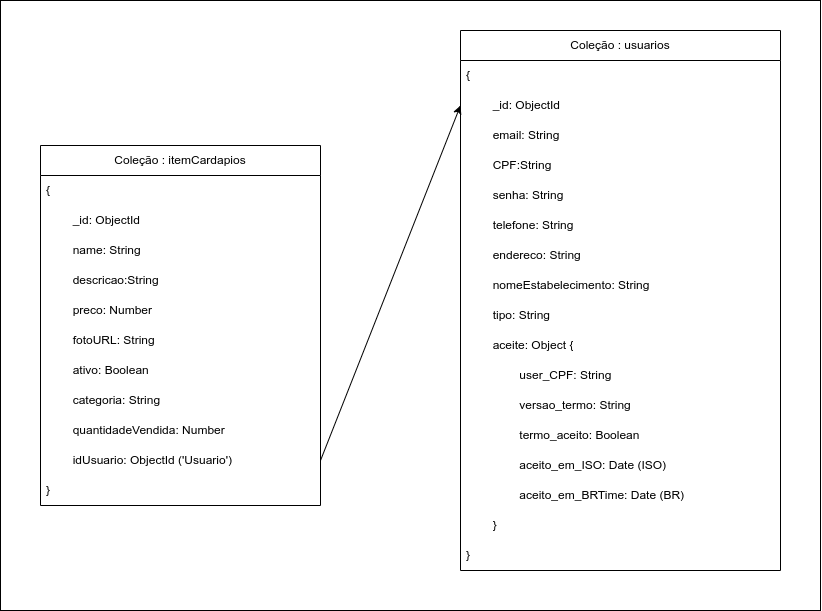 Coleção : itemCardapios
{
_id: ObjectId
name: String
descricao:String
preco: Number
fotoURL: String
ativo: Boolean
categoria: String
quantidadeVendida: Number
idUsuario: ObjectId ('Usuario')
}
Coleção : usuarios
{
_id: ObjectId
email: String
CPF:String
senha: String
telefone: String
endereco: String
nomeEstabelecimento: String
tipo: String
aceite: Object {
user_CPF: String
versao_termo: String
termo_aceito: Boolean
aceito_em_ISO: Date (ISO)
aceito_em_BRTime: Date (BR)
}
}